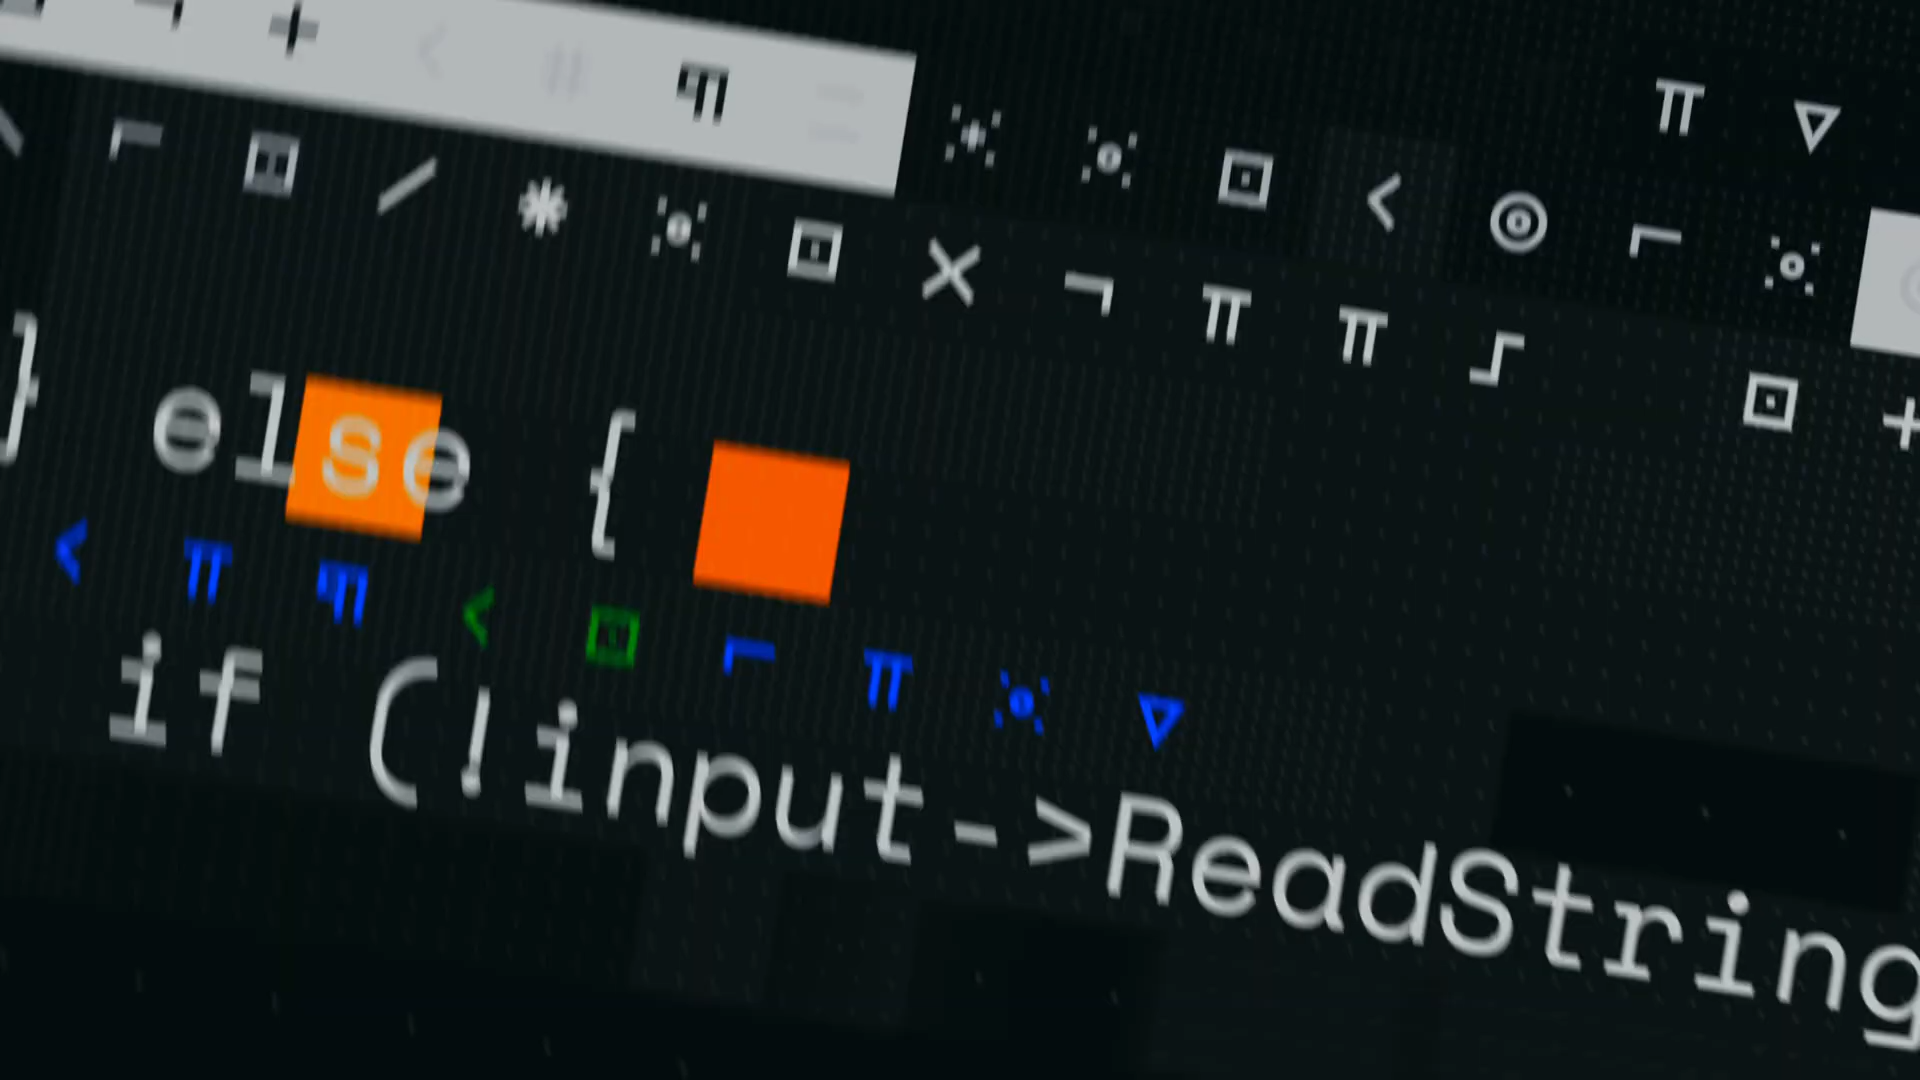 } else {
if (!input->ReadString